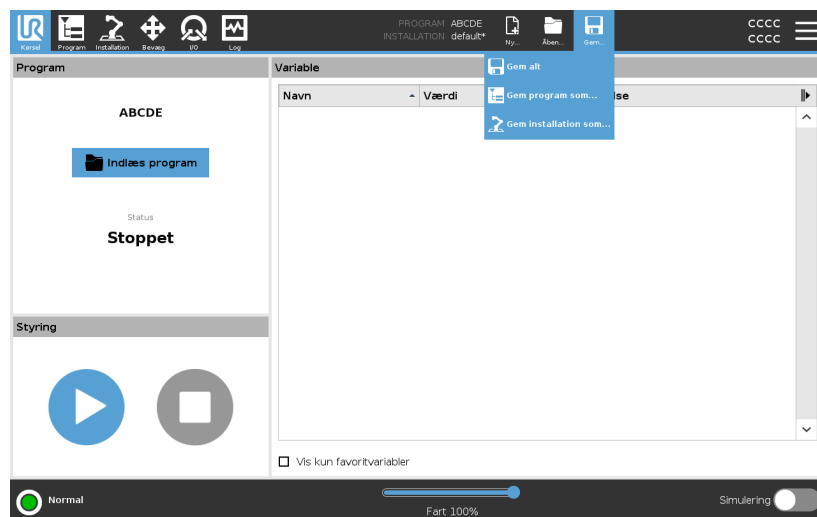 UR
PROGRAM ABCDE
INSTALLATION default*
cccc
cccc
Kørsel Program Installation Bevæg I/O Log Ny... Åben... Gem...
Gem alt
Gem program som...
Gem installation som...
Program
ABCDE
Indlæs program
Status
Stoppet
Styring
Variable
Navn Værdi lse
Vis kun favoritvariabler
Normal
Fart 100%
Simulering